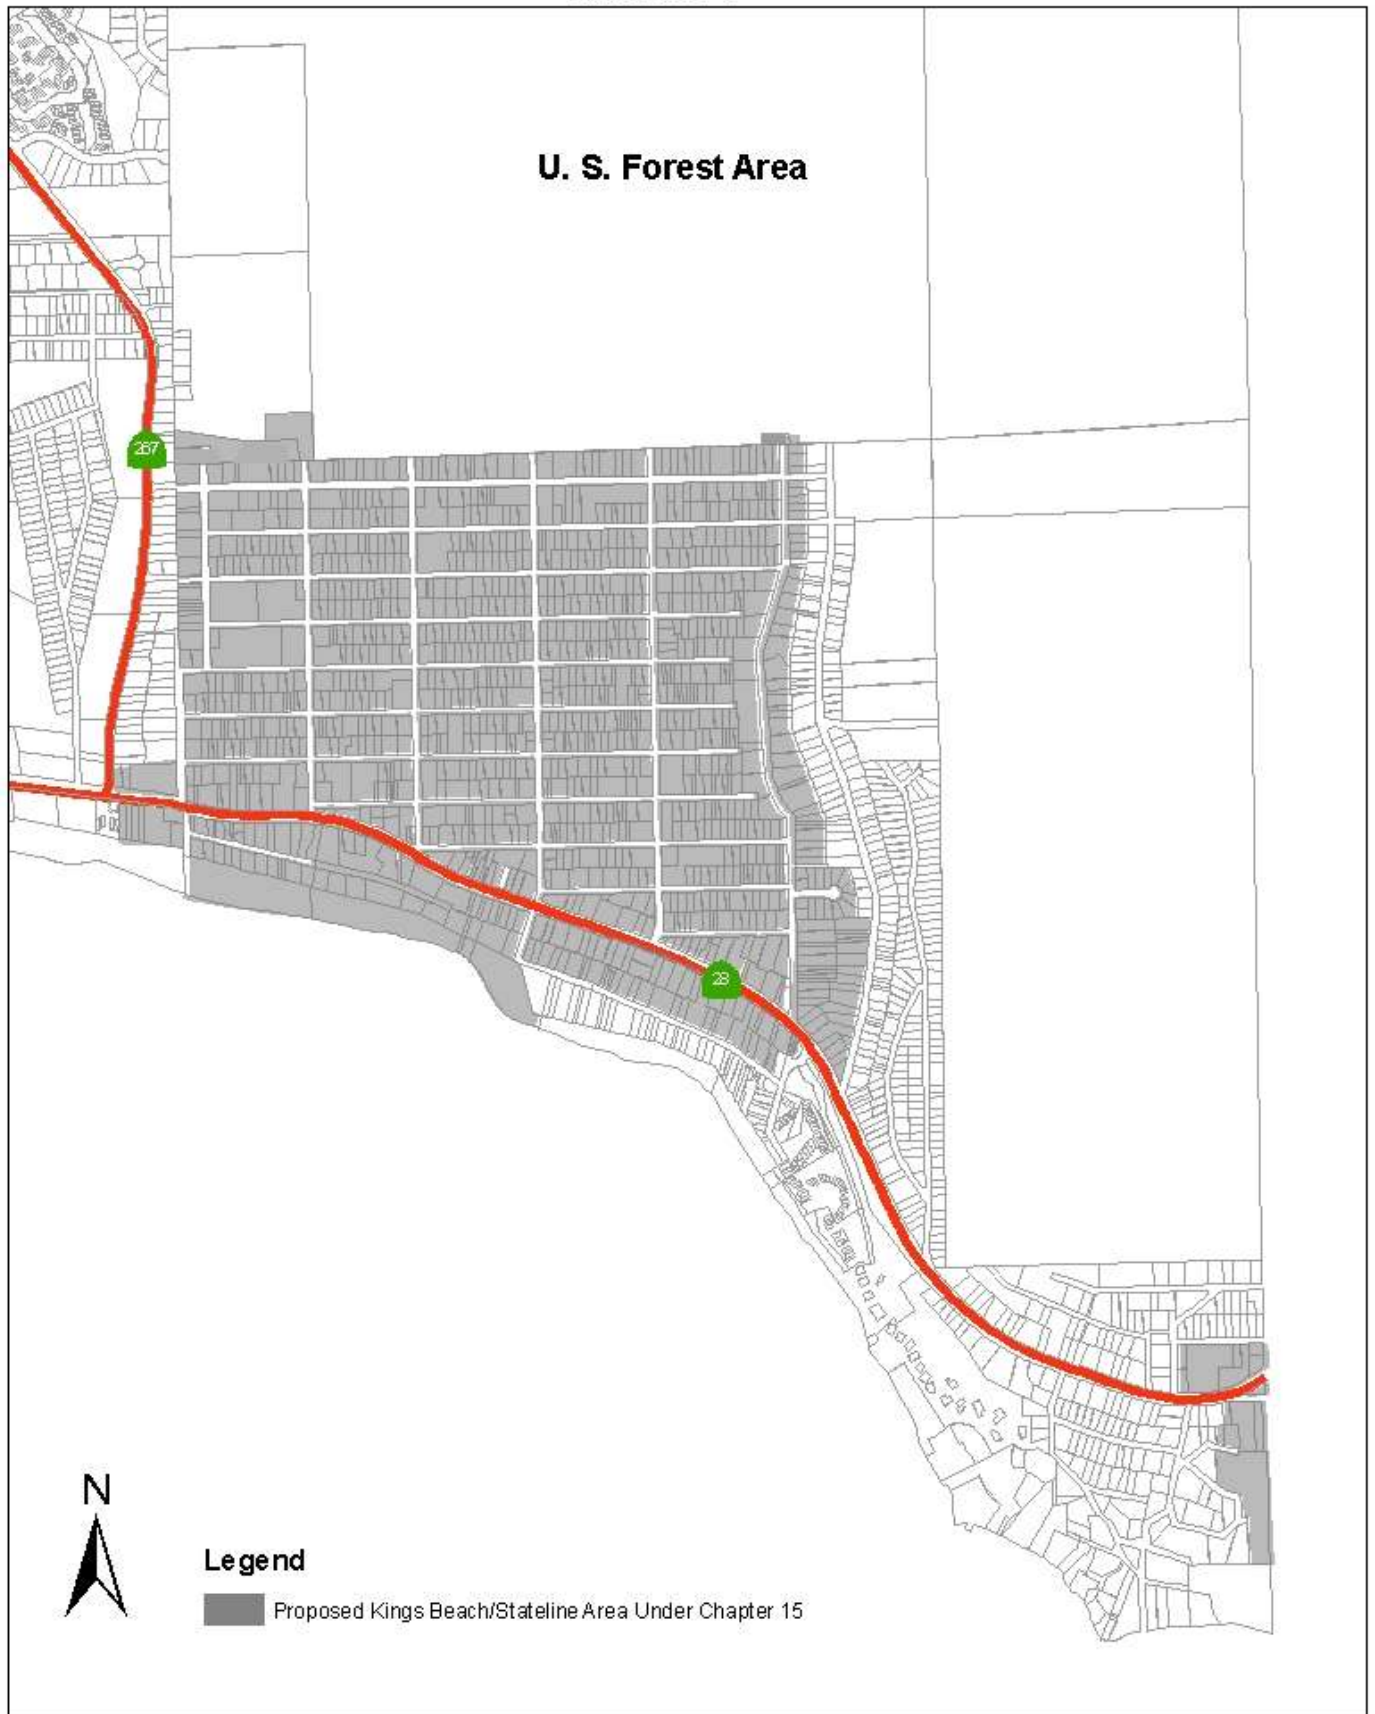 U. S. Forest Area
267
28
N
Legend
Proposed Kings Beach/Stateline Area Under Chapter 15